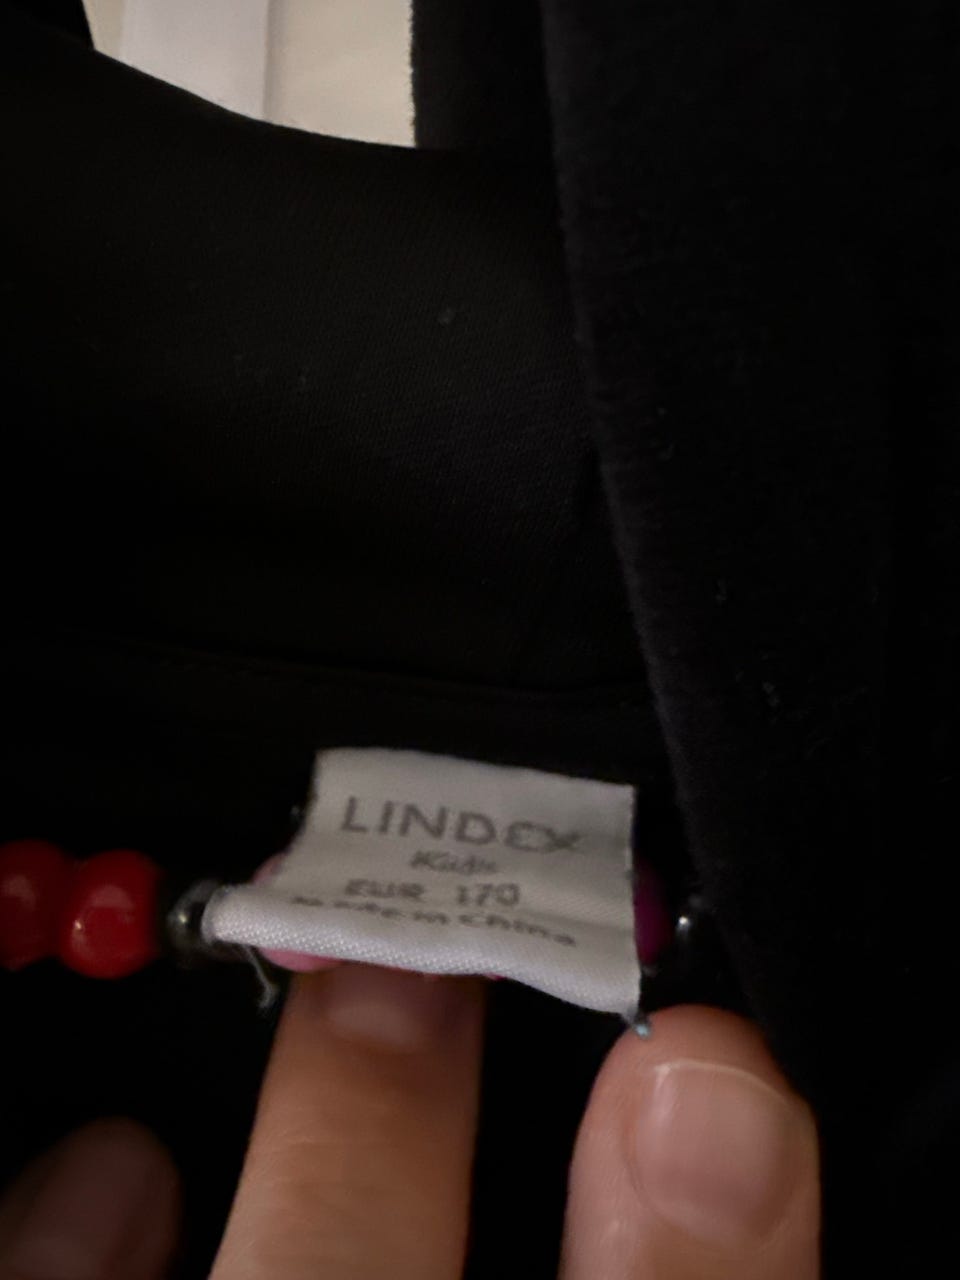 LINDEX
Kids
EUR 170
Made in China